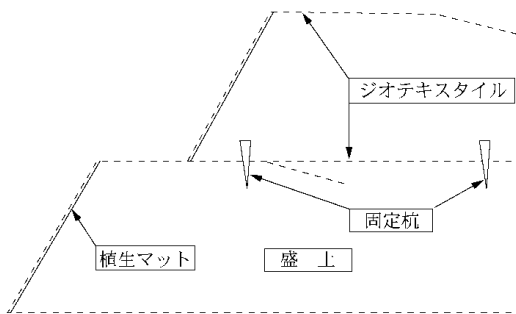 ジオテキスタイル
固定杭
植生マット
盛　土